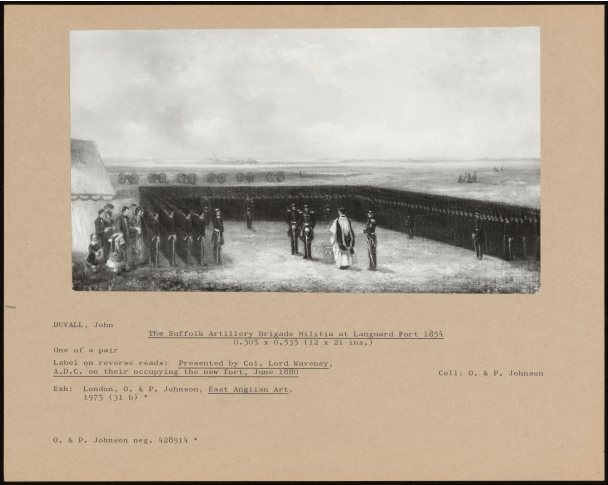 DUVALL, John
The Suffolk Artillery Brigade Militia at Languard Fort 1854
0.305 x 0.535 (12 x 21 ins.)
One of a pair
Label on reverse reads: Presented by Col. Lord Waveney,
A.D.C. on their occupying the new fort, June 1880
Coll: O. & P. Johnson
Exh: London, O. & P. Johnson, East Anglian Art,
1975 (31 b) *
O. & P. Johnson neg. 428914 *